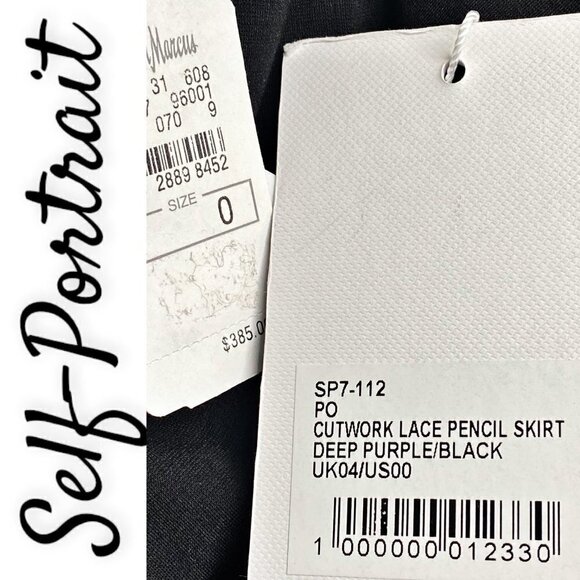 Self-Portrait
Marcus
31 608
96001
070 9
2889 8452
SIZE 0
$385.0
SP7-112
PO
CUTWORK LACE PENCIL SKIRT
DEEP PURPLE/BLACK
UK04/US00
1 000000 012330